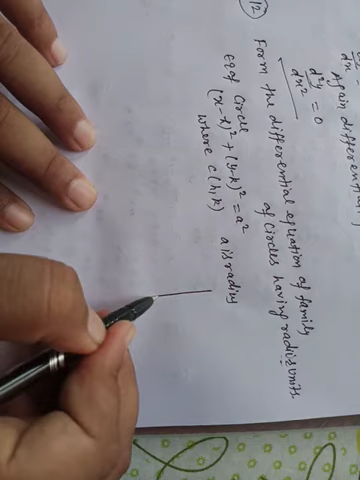 Again differentiating
d²y/dx² = 0
12
Form the differential equation of family
of circles having radius units.
eq of circle
(x-h)² + (y-k)² = a²
where c(h,k) a is radius